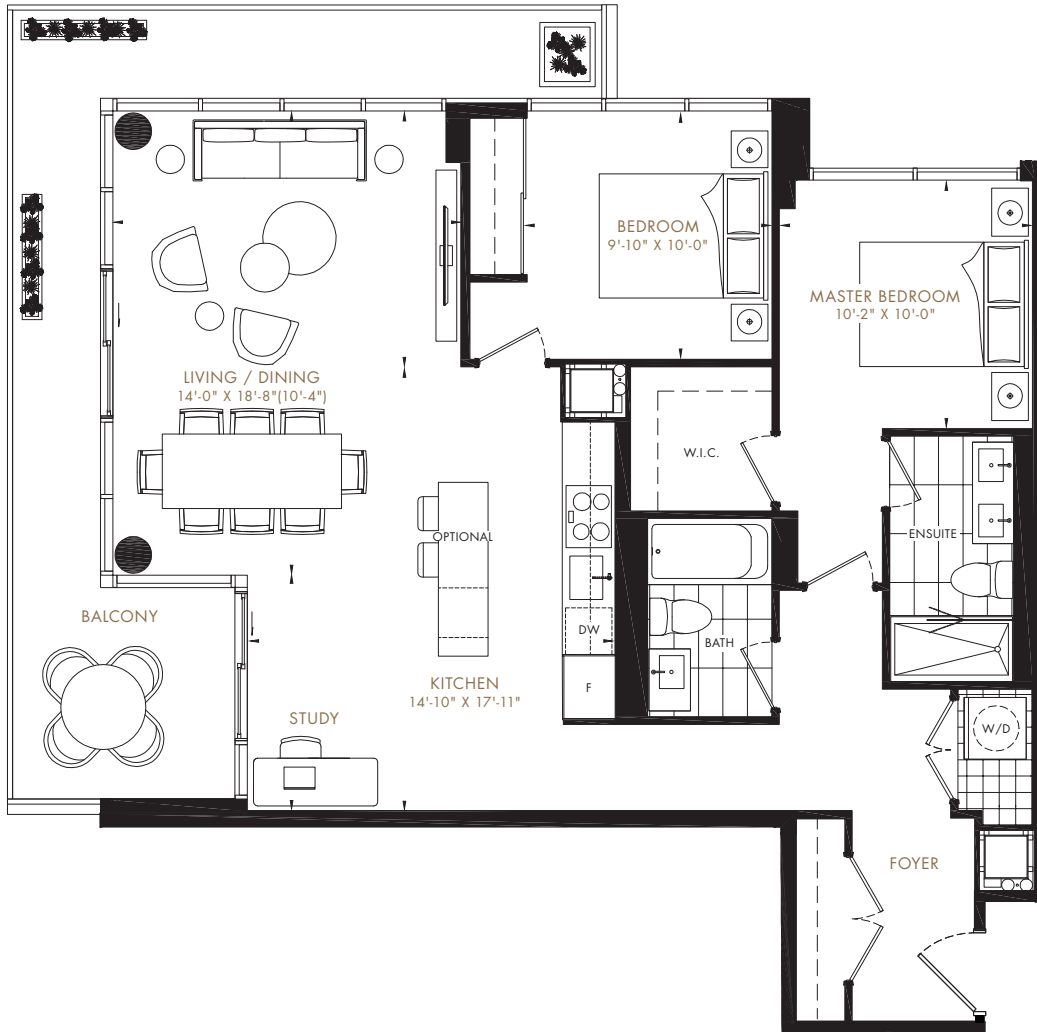 BEDROOM
9'-10" X 10'-0"
MASTER BEDROOM
10'-2" X 10'-0"
LIVING / DINING
14'-0" X 18'-8"(10'-4")
W.I.C.
OPTIONAL
ENSUITE
BALCONY
DW
BATH
KITCHEN
14'-10" X 17'-11"
F
STUDY
W/D
FOYER